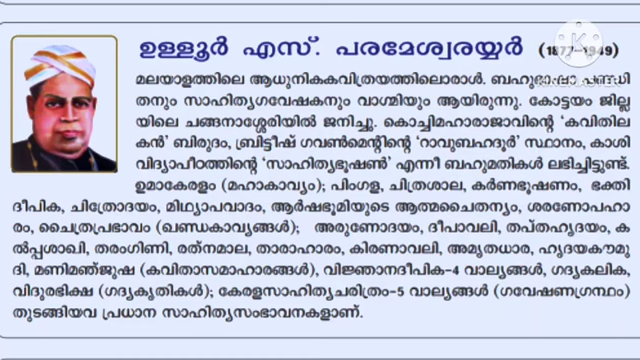 ഉള്ളൂർ എസ്. പരമേശ്വരയ്യർ (1877-1949)
മലയാളത്തിലെ ആധുനികകവിത്രയത്തിലൊരാൾ. ബഹുഭാഷാ പണ്ഡി
തനും സാഹിത്യഗവേഷകനും വാഗ്മിയും ആയിരുന്നു. കോട്ടയം ജില്ല
യിലെ ചങ്ങനാശ്ശേരിയിൽ ജനിച്ചു. കൊച്ചിമഹാരാജാവിന്റെ 'കവിതില
കൻ' ബിരുദം, ബ്രിട്ടീഷ് ഗവൺമെന്റിന്റെ 'റാവുബഹദൂർ' സ്ഥാനം, കാശി
വിദ്യാപീഠത്തിന്റെ 'സാഹിത്യഭൂഷൺ' എന്നീ ബഹുമതികൾ ലഭിച്ചിട്ടുണ്ട്.
ഉമാകേരളം (മഹാകാവ്യം); പിംഗള, ചിത്രശാല, കർണഭൂഷണം, ഭക്തി
ദീപിക, ചിത്രോദയം, മിഥ്യാപവാദം, ആർഷഭൂമിയുടെ ആത്മചൈതന്യം, ശരണോപഹാ
രം, ചൈത്രപ്രഭാവം (ഖണ്ഡകാവ്യങ്ങൾ); അരുണോദയം, ദീപാവലി, തപ്തഹൃദയം, ക
ൽപ്പശാഖി, തരംഗിണി, രത്നമാല, താരാഹാരം, കിരണാവലി, അമൃതധാര, ഹൃദയകൗമു
ദി, മണിമഞ്ജുഷ (കവിതാസമാഹാരങ്ങൾ), വിജ്ഞാനദീപിക-4 വാല്യങ്ങൾ, ഗദ്യകലിക,
വിദുരഭിക്ഷ (ഗദ്യകൃതികൾ); കേരളസാഹിത്യചരിത്രം-5 വാല്യങ്ങൾ (ഗവേഷണഗ്രന്ഥം)
തുടങ്ങിയവ പ്രധാന സാഹിത്യസംഭാവനകളാണ്.